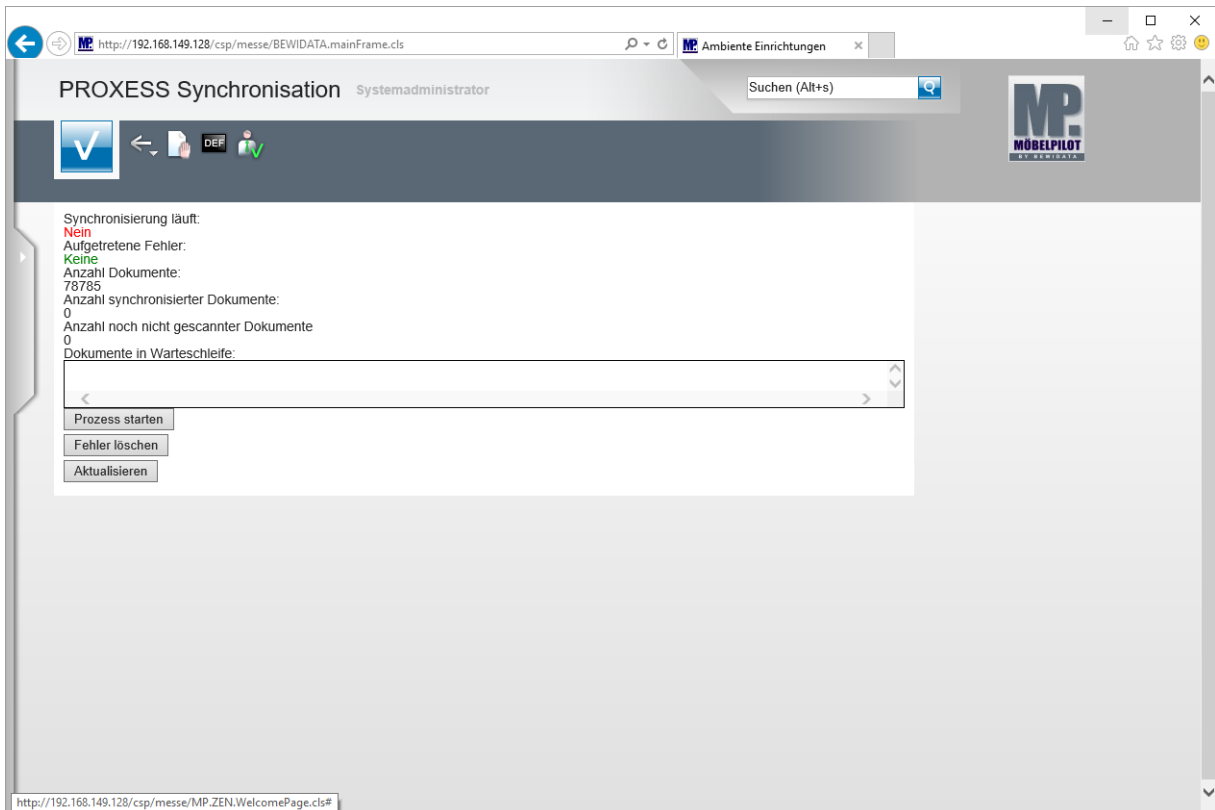 http://192.168.149.128/csp/messe/BEWIDATA.mainFrame.cls
MP. Ambiente Einrichtungen
PROXESS Synchronisation Systemadministrator
Suchen (Alt+s)
MP.
MÖBELPILOT
BY BEWIDATA
DEF
Synchronisierung läuft:
Nein
Aufgetretene Fehler:
Keine
Anzahl Dokumente:
78785
Anzahl synchronisierter Dokumente:
0
Anzahl noch nicht gescannter Dokumente
0
Dokumente in Warteschleife:
Prozess starten
Fehler löschen
Aktualisieren
http://192.168.149.128/csp/messe/MP.ZEN.WelcomePage.cls#